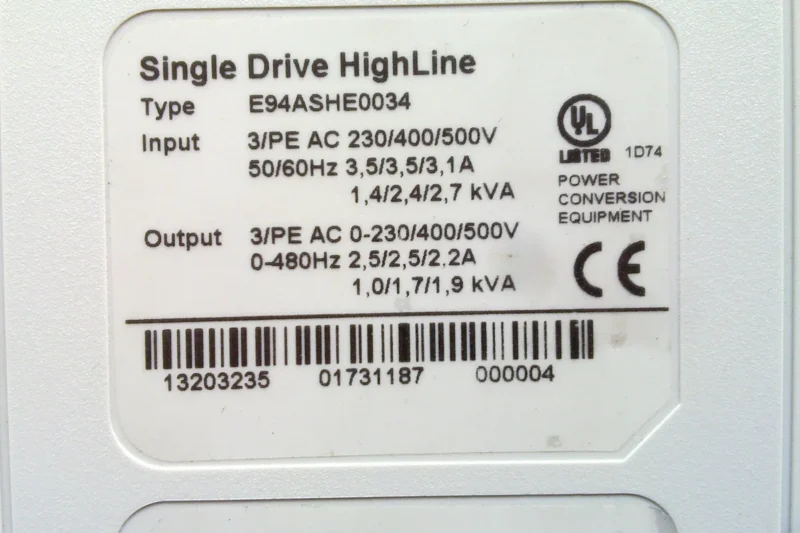 Single Drive HighLine
Type E94ASHE0034
Input 3/PE AC 230/400/500V
50/60Hz 3,5/3,5/3,1A
1,4/2,4/2,7 kVA
UL
LISTED 1D74
POWER
CONVERSION
EQUIPMENT
Output 3/PE AC 0-230/400/500V
0-480Hz 2,5/2,5/2,2A
1,0/1,7/1,9 kVA
CE
13203235 01731187 000004